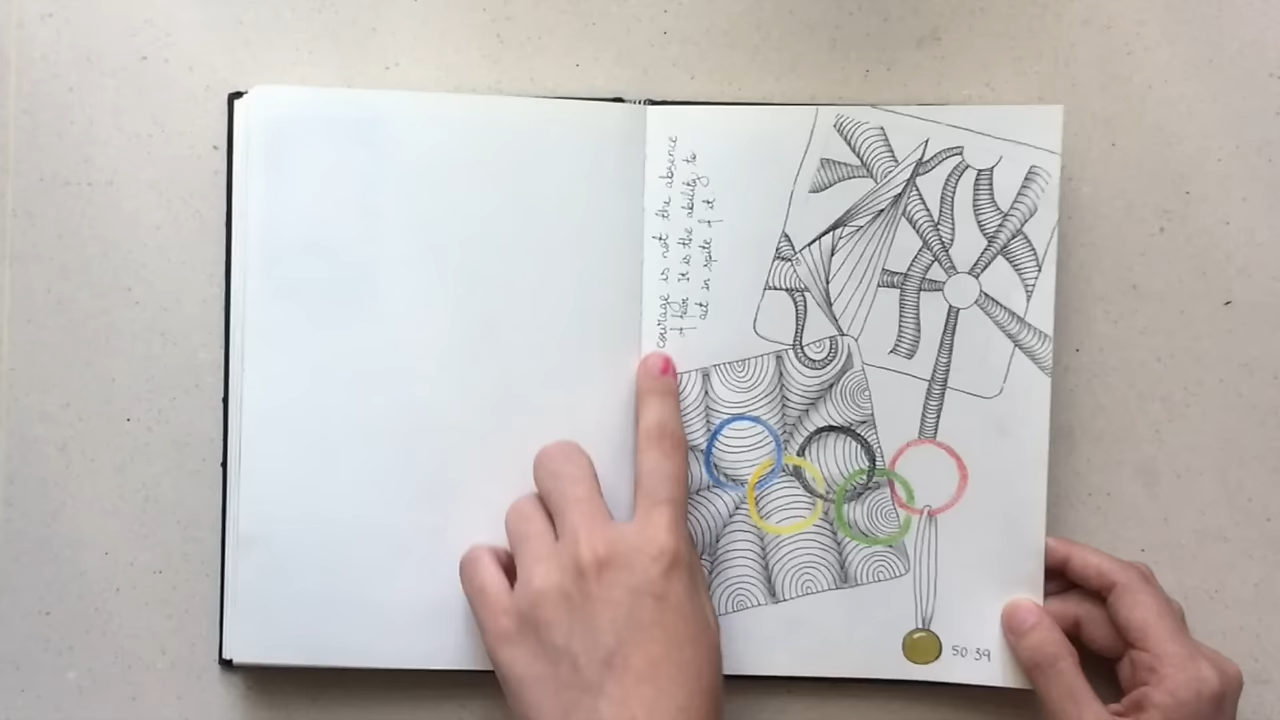 courage is not the absence
of fear It is the ability to
act in spite of it
50:39